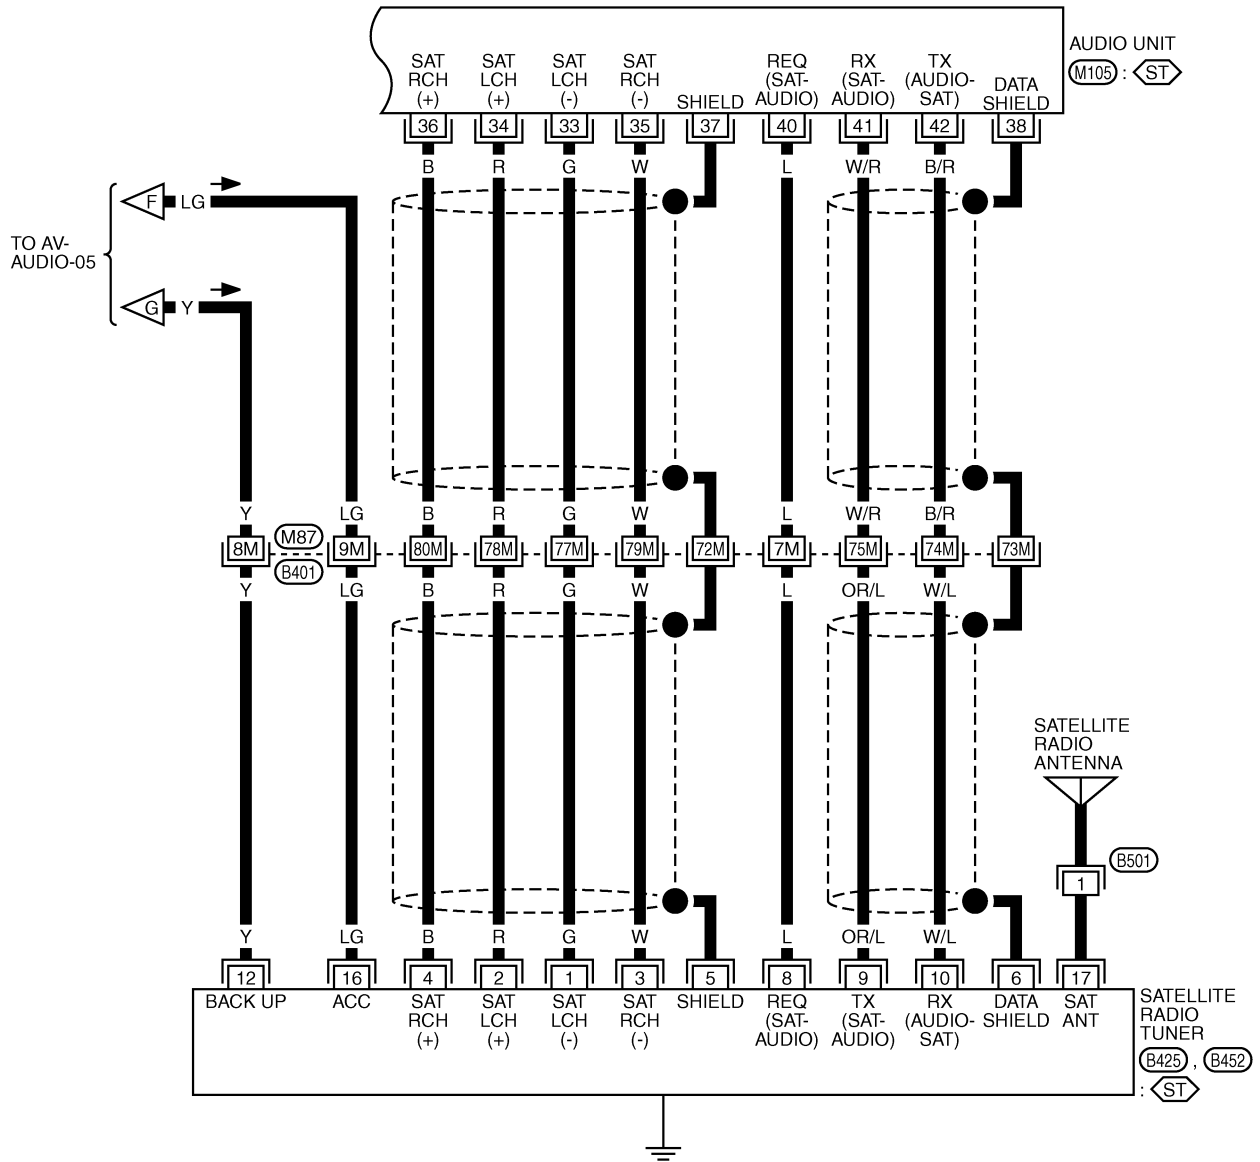 SAT RCH (+)
SAT LCH (+)
SAT LCH (-)
SAT RCH (-)
SHIELD
REQ (SAT-AUDIO)
RX (SAT-AUDIO)
TX (AUDIO-SAT)
DATA SHIELD
AUDIO UNIT
M105 : ST
36 34 33 35 37 40 41 42 38
B R G W L W/R B/R
F LG
TO AV-
AUDIO-05
G Y
Y LG B R G W L W/R B/R
M87
8M 9M 80M 78M 77M 79M 72M 7M 75M 74M 73M
B401
Y LG B R G W L OR/L W/L
SATELLITE
RADIO
ANTENNA
B501
1
Y LG B R G W L OR/L W/L
12 16 4 2 1 3 5 8 9 10 6 17
BACK UP
ACC
SAT RCH (+)
SAT LCH (+)
SAT LCH (-)
SAT RCH (-)
SHIELD
REQ (SAT-AUDIO)
TX (SAT-AUDIO)
RX (AUDIO-SAT)
DATA SHIELD
SAT ANT
SATELLITE
RADIO
TUNER
B425 , B452
: ST